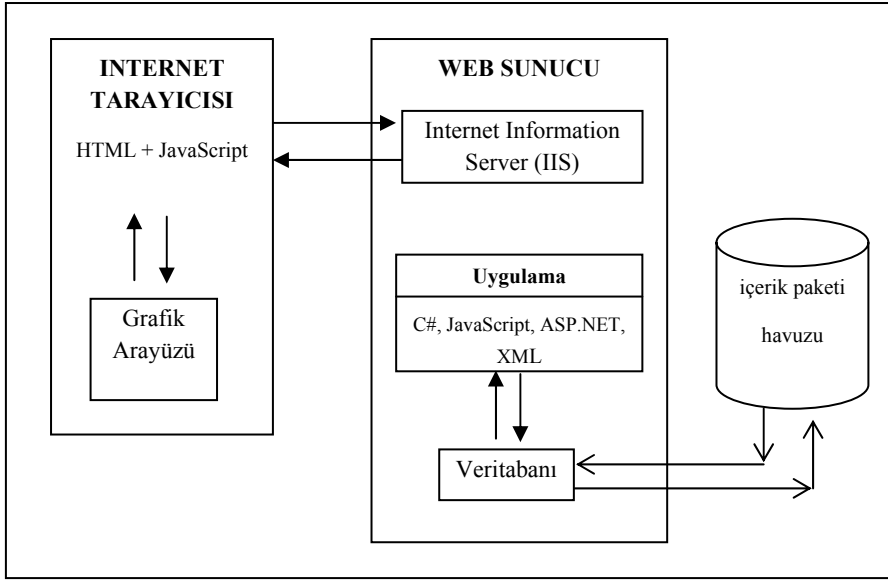 INTERNET
TARAYICISI
HTML + JavaScript
Grafik
Arayüzü
WEB SUNUCU
Internet Information
Server (IIS)
Uygulama
C#, JavaScript, ASP.NET,
XML
Veritabanı
içerik paketi
havuzu